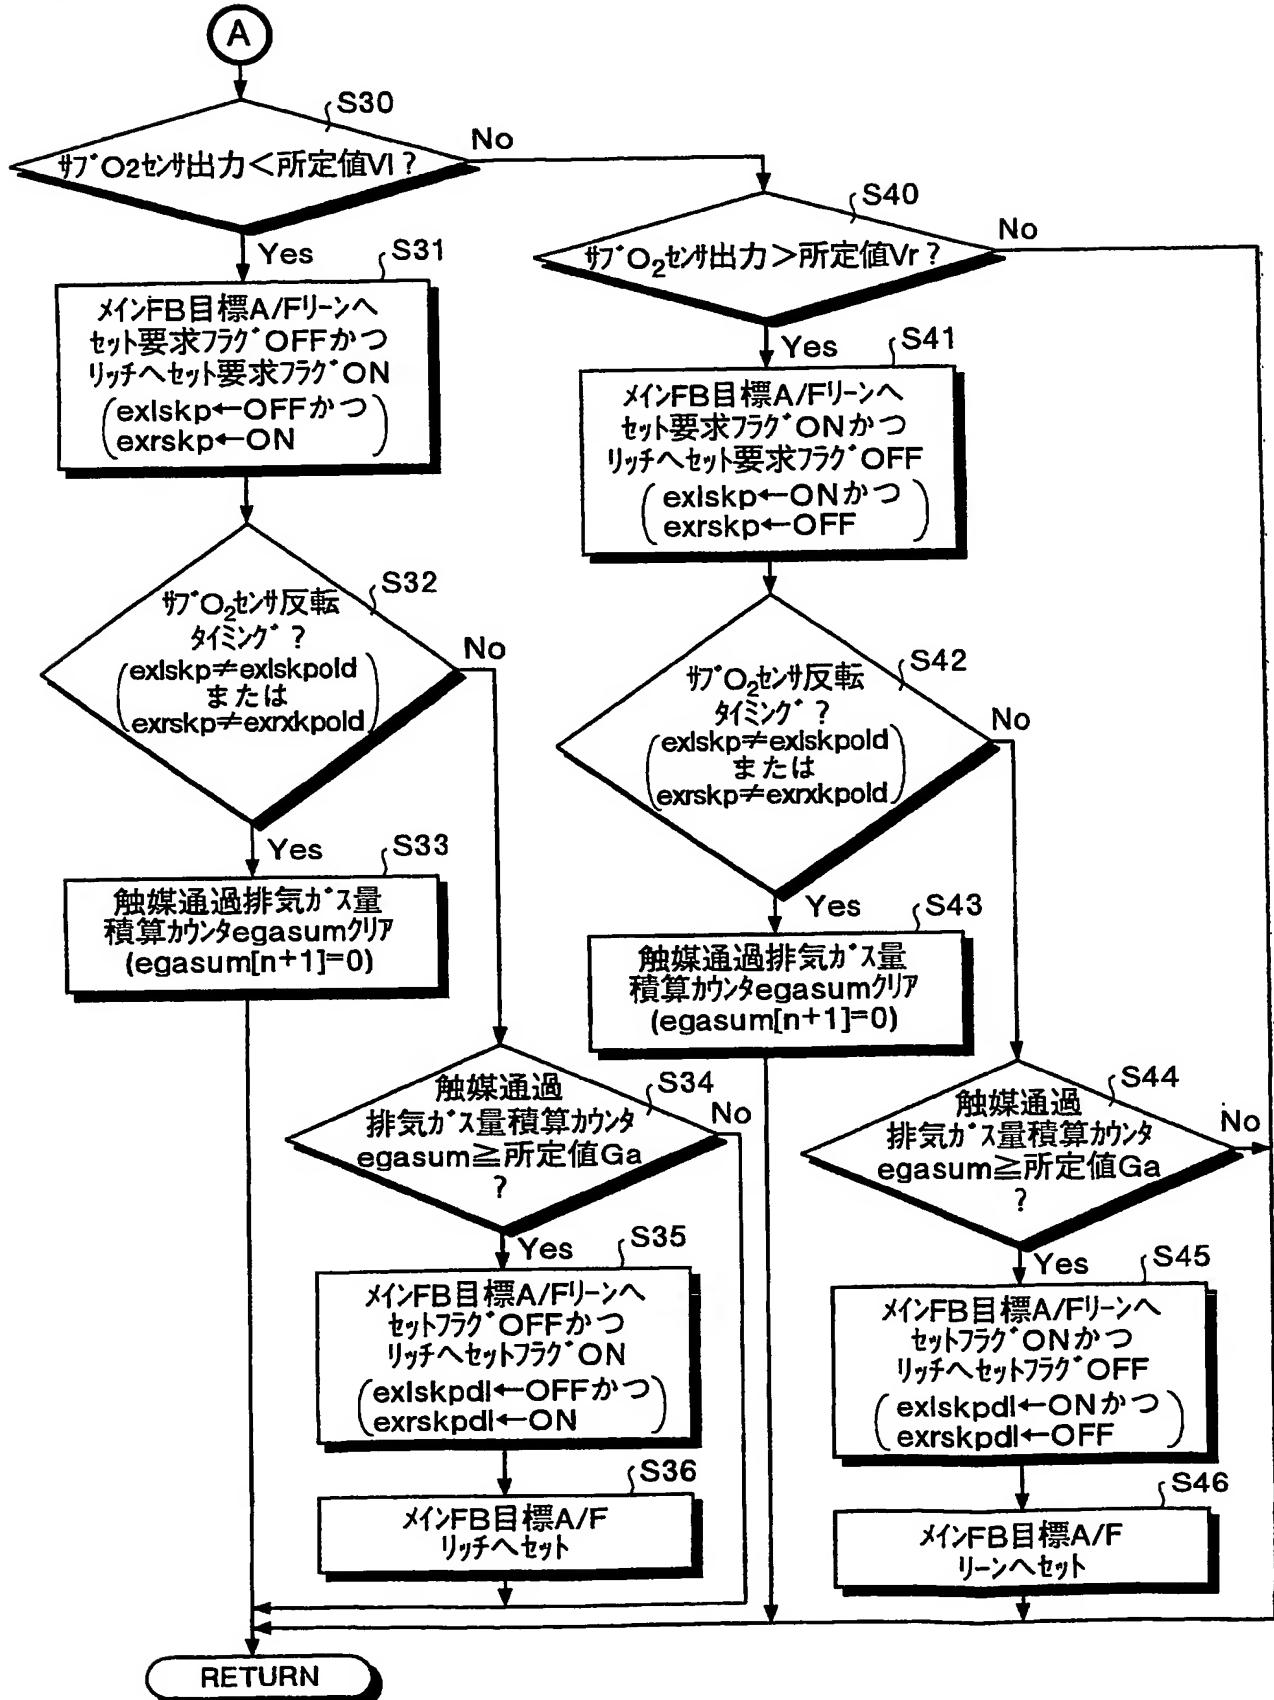 A
S30
サブO2センサ出力<所定値Vl?
No
Yes
S31
メインFB目標A/Fリーンへ
セット要求フラグOFFかつ
リッチへセット要求フラグON
(exlskp←OFFかつ
exrskp←ON)
S32
サブO2センサ反転
タイミング?
(exlskp≠exlskpold
または
exrskp≠exrxkpold)
No
Yes
S33
触媒通過排気ガス量
積算カウンタegasumクリア
(egasum[n+1]=0)
S34
触媒通過
排気ガス量積算カウンタ
egasum≧所定値Ga
?
No
Yes
S35
メインFB目標A/Fリーンへ
セットフラグOFFかつ
リッチへセットフラグON
(exlskpdl←OFFかつ
exrskpdl←ON)
S36
メインFB目標A/F
リッチへセット
S40
サブO2センサ出力>所定値Vr?
No
Yes
S41
メインFB目標A/Fリーンへ
セット要求フラグONかつ
リッチへセット要求フラグOFF
(exlskp←ONかつ
exrskp←OFF)
S42
サブO2センサ反転
タイミング?
(exlskp≠exlskpold
または
exrskp≠exrxkpold)
No
Yes
S43
触媒通過排気ガス量
積算カウンタegasumクリア
(egasum[n+1]=0)
S44
触媒通過
排気ガス量積算カウンタ
egasum≧所定値Ga
?
No
Yes
S45
メインFB目標A/Fリーンへ
セットフラグONかつ
リッチへセットフラグOFF
(exlskpdl←ONかつ
exrskpdl←OFF)
S46
メインFB目標A/F
リーンへセット
RETURN